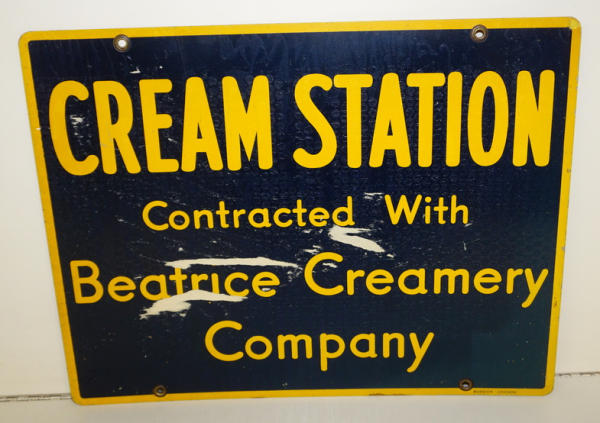 CREAM STATION
Contracted With
Beatrice Creamery
Company